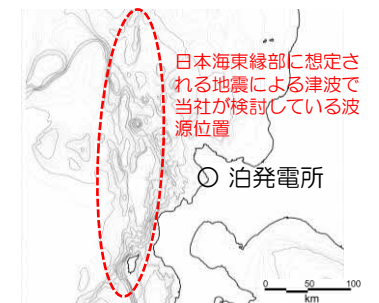 日本海東縁部に想定さ
れる地震による津波で
当社が検討している波
源位置
泊発電所
0 50 100
km